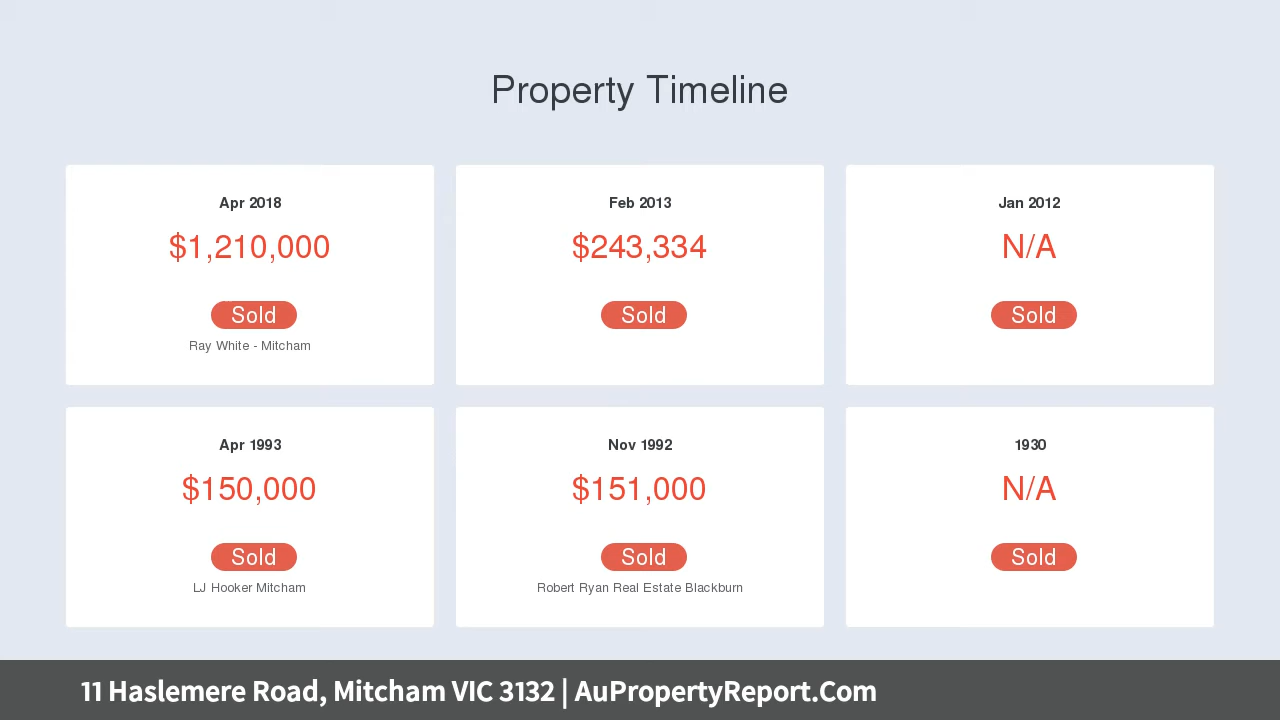 Property Timeline
Apr 2018
$1,210,000
Sold
Ray White - Mitcham
Feb 2013
$243,334
Sold
Jan 2012
N/A
Sold
Apr 1993
$150,000
Sold
LJ Hooker Mitcham
Nov 1992
$151,000
Sold
Robert Ryan Real Estate Blackburn
1930
N/A
Sold
11 Haslemere Road, Mitcham VIC 3132 | AuPropertyReport.Com